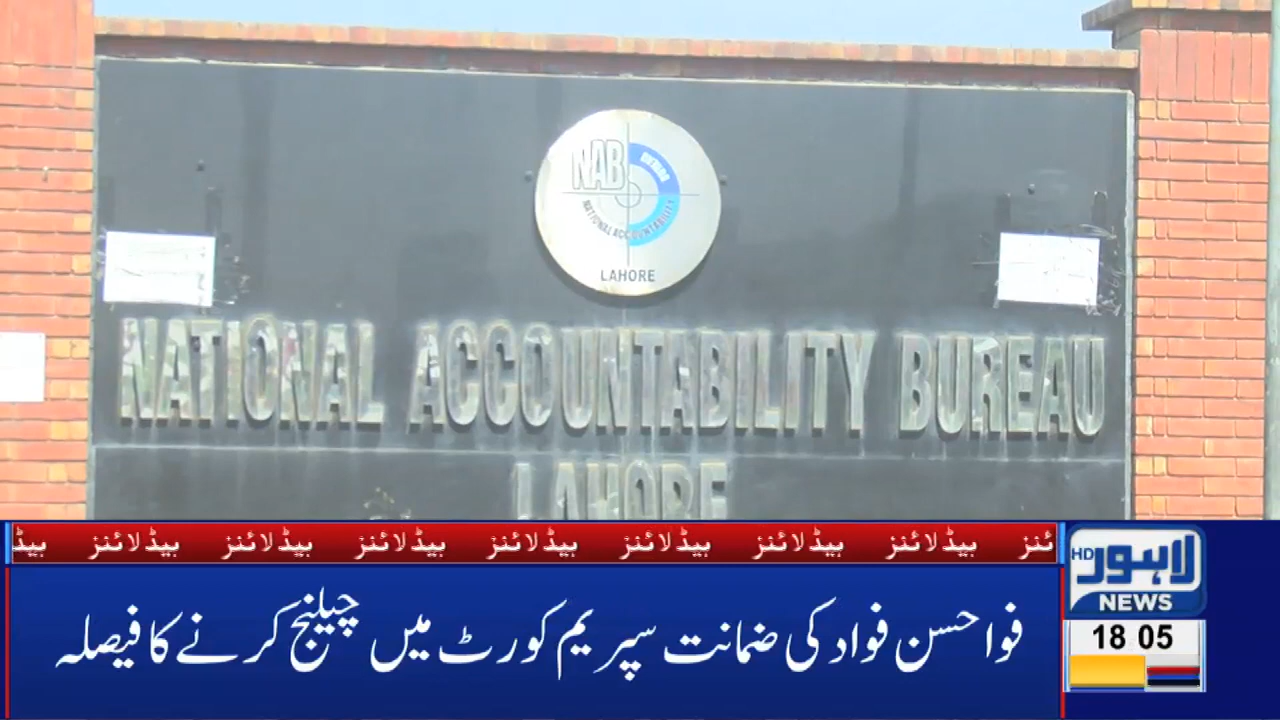 NAB
NATIONAL ACCOUNTABILITY
BUREAU
LAHORE
NATIONAL ACCOUNTABILITY BUREAU
LAHORE
ہیڈلائنز ہیڈلائنز ہیڈلائنز ہیڈلائنز ہیڈلائنز ہیڈلائنز ہیڈلائنز
فواحسن فواد کی ضمانت سپریم کورٹ میں چیلنج کرنے کا فیصلہ
لاہور HD
NEWS
18 05